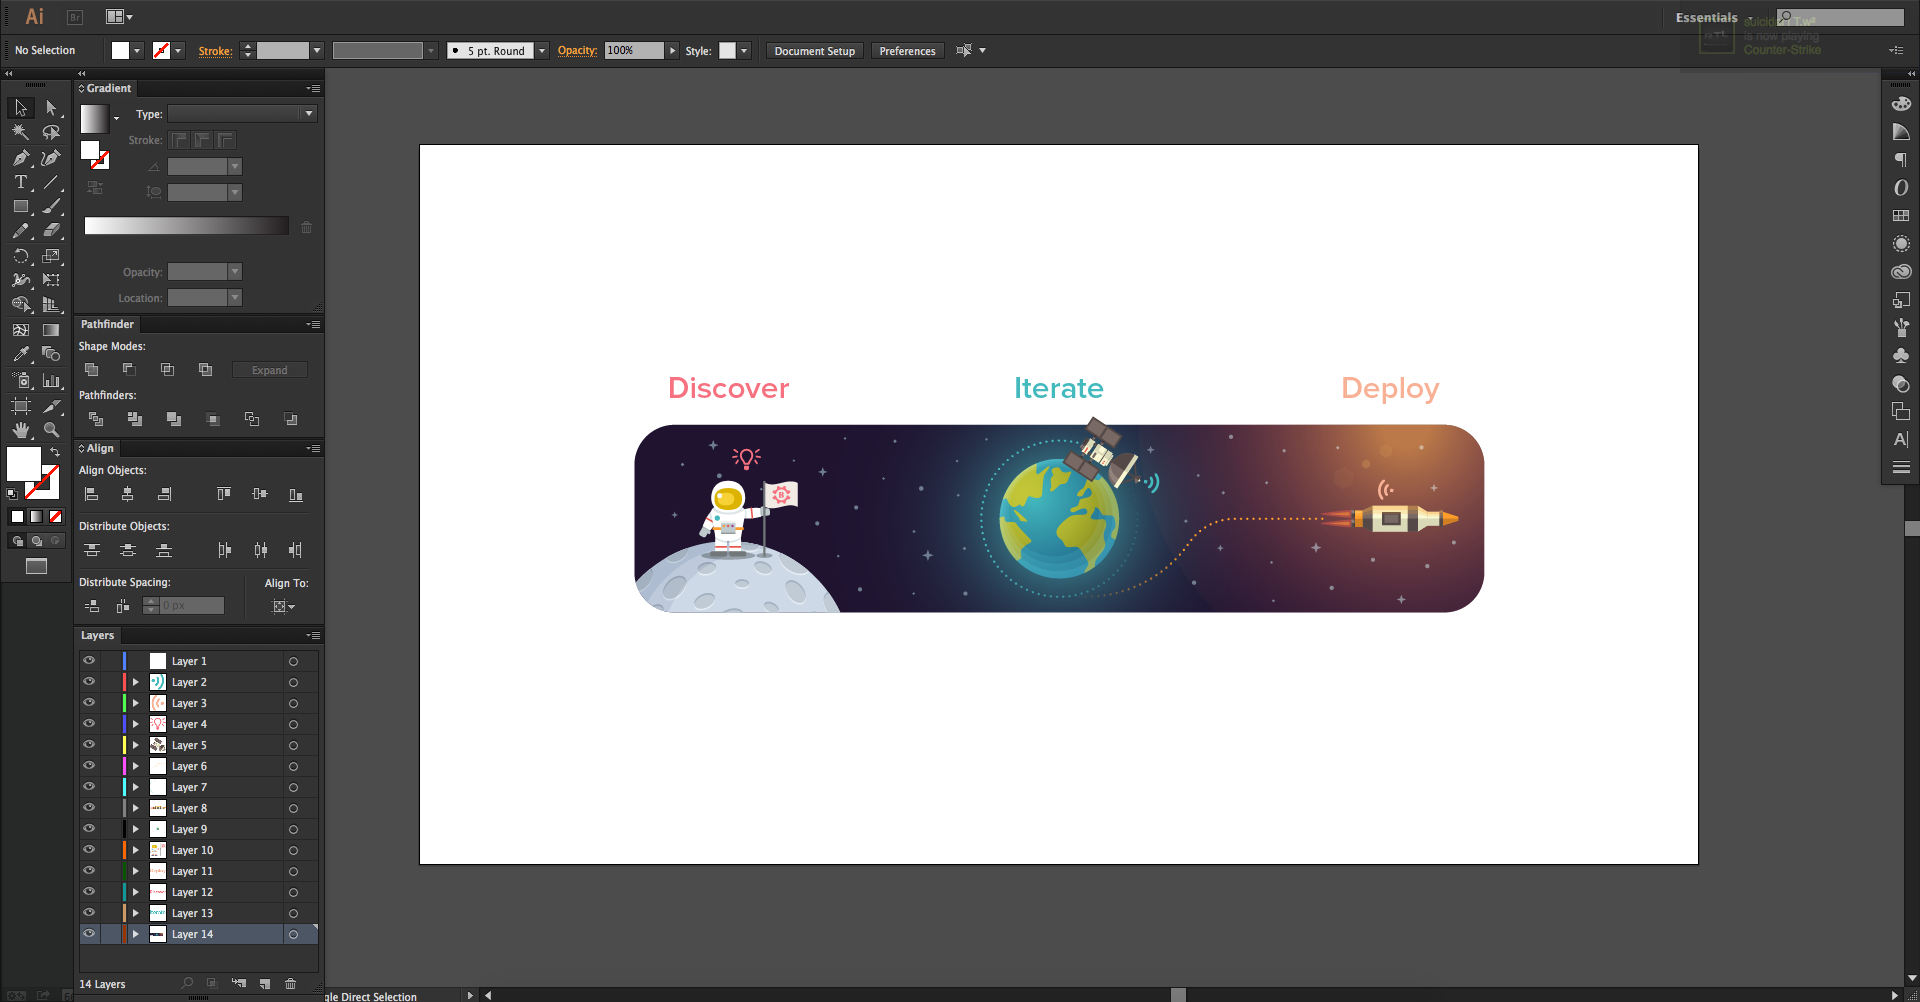 Ai
Br
Essentials
T.w²
is now playing
Counter-Strike
No Selection
Stroke:
5 pt. Round
Opacity:
100%
Style:
Document Setup
Preferences
Gradient
Type:
Stroke:
Opacity:
Location:
Pathfinder
Shape Modes:
Expand
Pathfinders:
Align
Align Objects:
Distribute Objects:
Distribute Spacing:
Align To:
0 px
Layers
Layer 1
Layer 2
Layer 3
Layer 4
Layer 5
Layer 6
Layer 7
Layer 8
Layer 9
Layer 10
Layer 11
Layer 12
Layer 13
Layer 14
14 Layers
gle Direct Selection
Discover
Iterate
Deploy
B